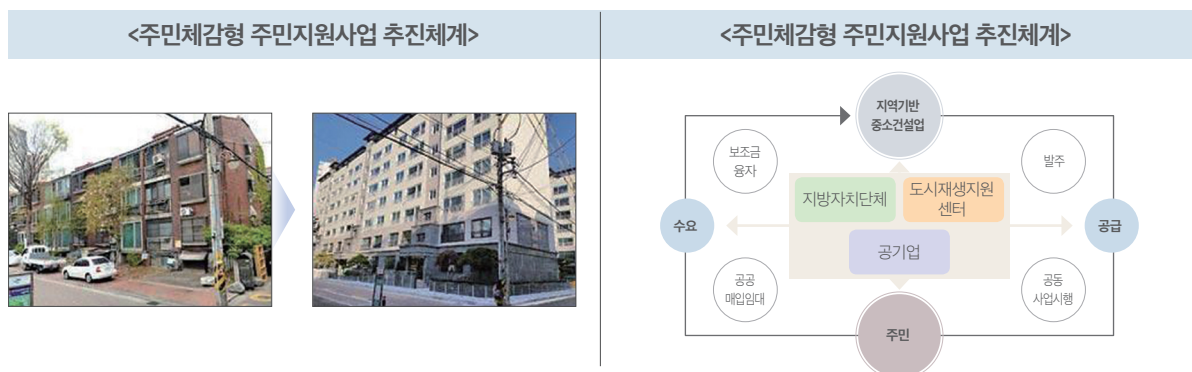 <주민체감형 주민지원사업 추진체계>
<주민체감형 주민지원사업 추진체계>
지역기반
중소건설업
보조금
융자
발주
지방자치단체
도시재생지원
센터
수요
공급
공기업
공공
매입임대
공동
사업시행
주민